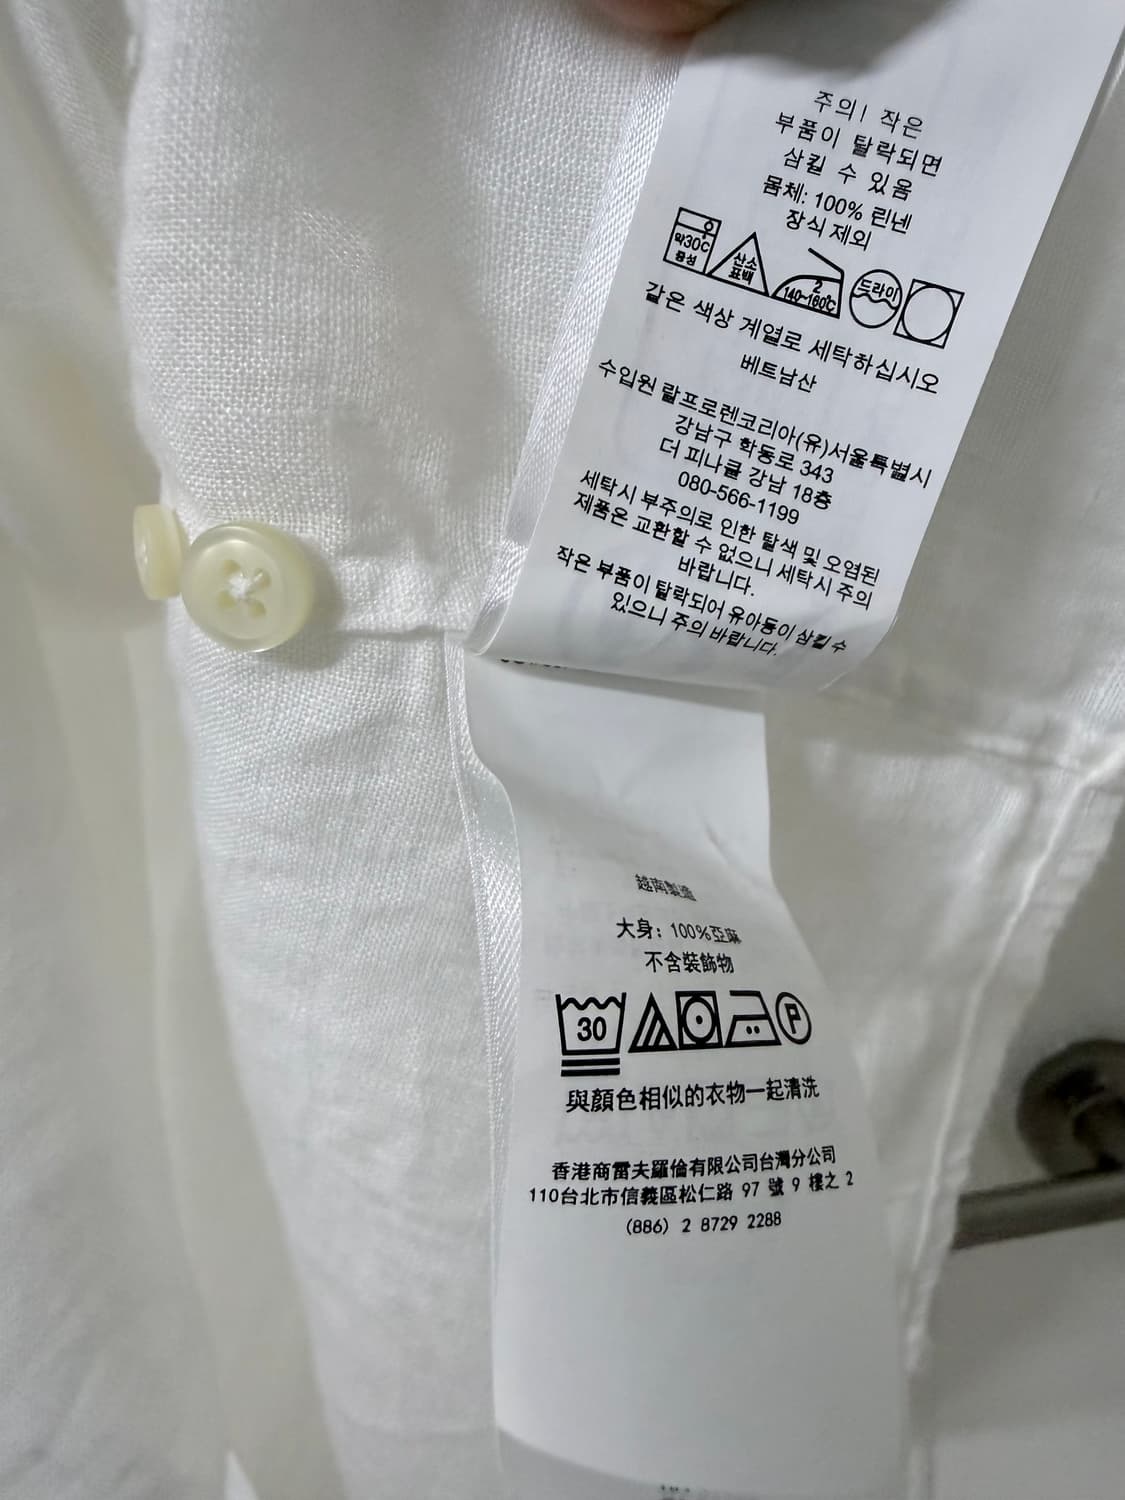 주의! 작은
부품이 탈락되면
삼킬 수 있음
몸체: 100% 린넨
장식 제외
약30℃
중성
산소
표백
2
140~160℃
드라이
같은 색상 계열로 세탁하십시오
베트남산
수입원 랄프로렌코리아(유)서울특별시
강남구 학동로 343
더 피나클 강남 18층
080-566-1199
세탁시 부주의로 인한 탈색 및 오염된
제품은 교환할 수 없으니 세탁시 주의
바랍니다.
작은 부품이 탈락되어 유아동이 삼킬 수
있으니 주의 바랍니다.
越南製造
大身: 100%亞麻
不含裝飾物
30
P
與顏色相似的衣物一起清洗
香港商雷夫羅倫有限公司台灣分公司
110台北市信義區松仁路 97 號 9 樓之 2
(886) 2 8729 2288